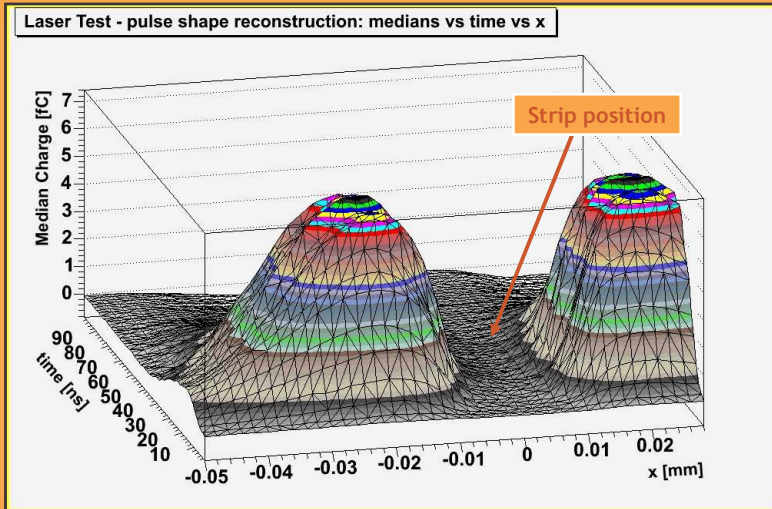 Laser Test - pulse shape reconstruction: medians vs time vs x
Strip position
Median Charge [fC]
7
6
5
4
3
2
1
0
90
80
70
60
50
40
30
20
10
time [ns]
-0.05 -0.04 -0.03 -0.02 -0.01 0 0.01 0.02
x [mm]